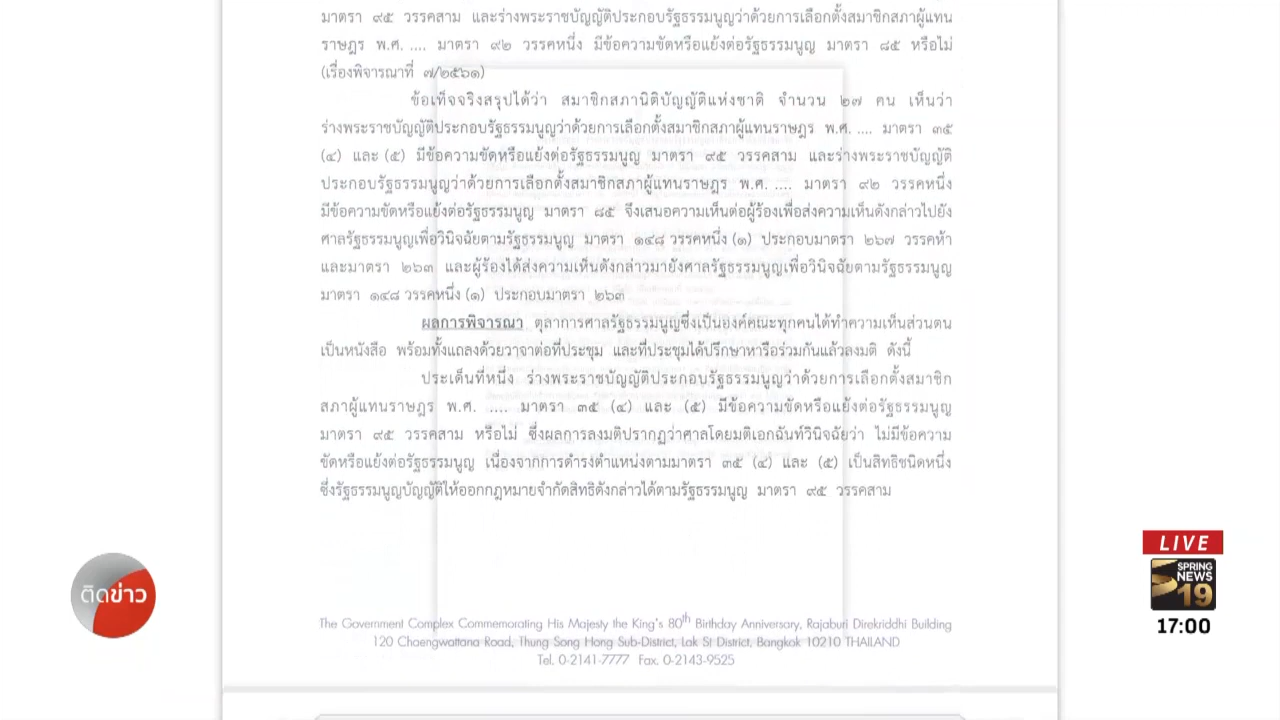 มาตรา ๙๕ วรรคสาม และร่างพระราชบัญญัติประกอบรัฐธรรมนูญว่าด้วยการเลือกตั้งสมาชิกสภาผู้แทน
ราษฎร พ.ศ. .... มาตรา ๙๒ วรรคหนึ่ง มีข้อความขัดหรือแย้งต่อรัฐธรรมนูญ มาตรา ๘๕ หรือไม่
(เรื่องพิจารณาที่ ๗/๒๕๖๑)
ข้อเท็จจริงสรุปได้ว่า สมาชิกสภานิติบัญญัติแห่งชาติ จำนวน ๒๗ คน เห็นว่า
ร่างพระราชบัญญัติประกอบรัฐธรรมนูญว่าด้วยการเลือกตั้งสมาชิกสภาผู้แทนราษฎร พ.ศ. .... มาตรา ๓๕
(๔) และ (๕) มีข้อความขัดหรือแย้งต่อรัฐธรรมนูญ มาตรา ๙๕ วรรคสาม และร่างพระราชบัญญัติ
ประกอบรัฐธรรมนูญว่าด้วยการเลือกตั้งสมาชิกสภาผู้แทนราษฎร พ.ศ. .... มาตรา ๙๒ วรรคหนึ่ง
มีข้อความขัดหรือแย้งต่อรัฐธรรมนูญ มาตรา ๘๕ จึงเสนอความเห็นต่อผู้ร้องเพื่อส่งความเห็นดังกล่าวไปยัง
ศาลรัฐธรรมนูญเพื่อวินิจฉัยตามรัฐธรรมนูญ มาตรา ๑๔๘ วรรคหนึ่ง (๑) ประกอบมาตรา ๒๖๗ วรรคห้า
และมาตรา ๒๖๓ และผู้ร้องได้ส่งความเห็นดังกล่าวมายังศาลรัฐธรรมนูญเพื่อวินิจฉัยตามรัฐธรรมนูญ
มาตรา ๑๔๘ วรรคหนึ่ง (๑) ประกอบมาตรา ๒๖๓
ผลการพิจารณา ตุลาการศาลรัฐธรรมนูญซึ่งเป็นองค์คณะทุกคนได้ทำความเห็นส่วนตน
เป็นหนังสือ พร้อมทั้งแถลงด้วยวาจาต่อที่ประชุม และที่ประชุมได้ปรึกษาหารือร่วมกันแล้วลงมติ ดังนี้
ประเด็นที่หนึ่ง ร่างพระราชบัญญัติประกอบรัฐธรรมนูญว่าด้วยการเลือกตั้งสมาชิก
สภาผู้แทนราษฎร พ.ศ. .... มาตรา ๓๕ (๔) และ (๕) มีข้อความขัดหรือแย้งต่อรัฐธรรมนูญ
มาตรา ๙๕ วรรคสาม หรือไม่ ซึ่งผลการลงมติปรากฏว่าศาลโดยมติเอกฉันท์วินิจฉัยว่า ไม่มีข้อความ
ขัดหรือแย้งต่อรัฐธรรมนูญ เนื่องจากการดำรงตำแหน่งตามมาตรา ๓๕ (๔) และ (๕) เป็นสิทธิชนิดหนึ่ง
ซึ่งรัฐธรรมนูญบัญญัติให้ออกกฎหมายจำกัดสิทธิดังกล่าวได้ตามรัฐธรรมนูญ มาตรา ๙๕ วรรคสาม
The Government Complex Commemorating His Majesty the King's 80th Birthday Anniversary, Rajaburi Direkriddhi Building
120 Chaengwattana Road, Thung Song Hong Sub-District, Lak Si District, Bangkok 10210 THAILAND
Tel. 0-2141-7777 Fax. 0-2143-9525
ติดข่าว
LIVE
SPRING
NEWS
19
17:00